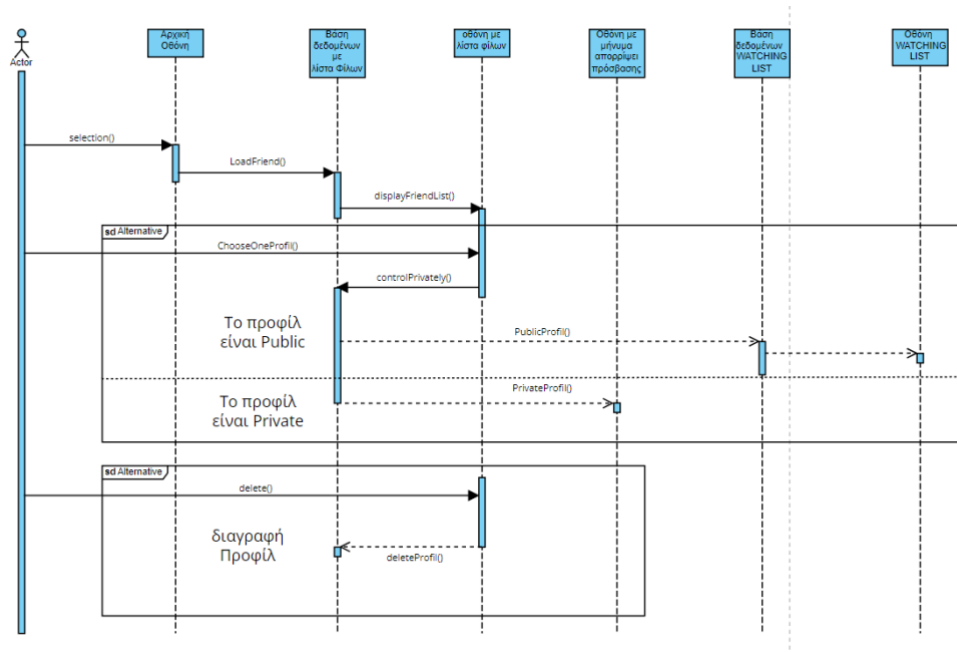 Actor
Αρχική
Οθόνη
Βάση
δεδομένων
με
λίστα Φίλων
οθόνη με
λίστα φίλων
Οθόνη με
μήνυμα
απορρίψει
πρόσβασης
Βάση
δεδομένων
WATCHING
LIST
Οθόνη
WATCHING
LIST
selection()
LoadFriend()
displayFriendList()
sd Alternative
ChooseOneProfil()
controlPrivately()
Το προφίλ
είναι Public
PublicProfil()
PrivateProfil()
Το προφίλ
είναι Private
sd Alternative
delete()
διαγραφή
Προφίλ
deleteProfil()